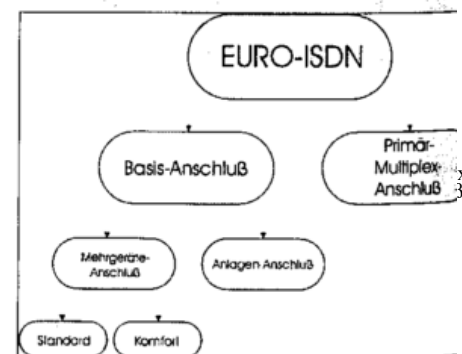 EURO-ISDN
Basis-Anschluß
Primär-
Multiplex-
Anschluß
Mehrgeräte-
Anschluß
Anlagen-Anschluß
Standard
Komfort